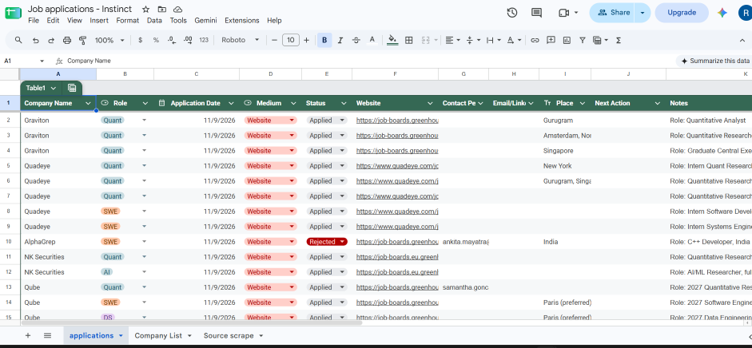 Job applications - Instinct
File Edit View Insert Format Data Tools Gemini Extensions Help
Share
Upgrade
R
100% $ % .0 .00 123 Roboto - 10 + B I A
A1 Company Name
Summarize this data
A B C D E F G H I J K
Table1
1 Company Name Role Application Date Medium Status Website Contact Pe Email/Link Place Next Action Notes
2 Graviton Quant 11/9/2026 Website Applied https://job-boards.greenhou Gurugram Role: Quantitative Analyst
3 Graviton Quant 11/9/2026 Website Applied https://job-boards.greenhou Amsterdam, Role: Quantitative Research
4 Graviton Quant 11/9/2026 Website Applied https://job-boards.greenhou Singapore Role: Graduate Central Exe
5 Quadeye Quant 11/9/2026 Website Applied https://www.quadeye.com/jc New York Role: Intern Quant Researc
6 Quadeye Quant 11/9/2026 Website Applied https://www.quadeye.com/j Gurugram, Singa Role: Quantitative Research
7 Quadeye Quant 11/9/2026 Website Applied https://www.quadeye.com/jc Role: Quantitative Research
8 Quadeye SWE 11/9/2026 Website Applied https://www.quadeye.com/j Role: Intern Software Devel
9 Quadeye SWE 11/9/2026 Website Applied https://www.quadeye.com/j Role: Intern Systems Engin
10 AlphaGrep SWE 11/9/2026 Website Rejected https://job-boards.greenhou ankita.mayatraj India Role: C++ Developer, India
11 NK Securities Quant 11/9/2026 Website Applied https://job-boards.eu.greenl Role: Quantitative Research
12 NK Securities AI 11/9/2026 Website Applied https://job-boards.eu.greenl Role: AI/ML Researcher, ful
13 Qube Quant 11/9/2026 Website Applied https://job-boards.greenhou samantha.gonc Role: 2027 Quantitative Res
14 Qube SWE 11/9/2026 Website Applied https://job-boards.greenhou Paris (preferred) Role: 2027 Software Engine
15 Qube DS 11/9/2026 Website Applied https://job-boards.greenhou Paris (preferred) Role: 2027 Data Engineerin
+ applications Company List Source scrape